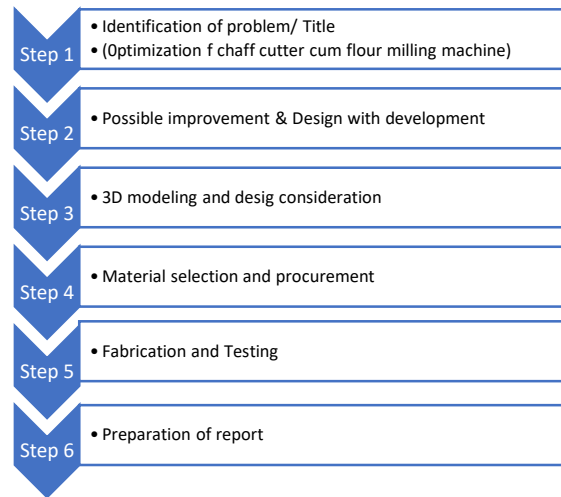 Step 1
• Identification of problem/ Title
• (0ptimization f chaff cutter cum flour milling machine)
Step 2
• Possible improvement & Design with development
Step 3
• 3D modeling and desig consideration
Step 4
• Material selection and procurement
Step 5
• Fabrication and Testing
Step 6
• Preparation of report